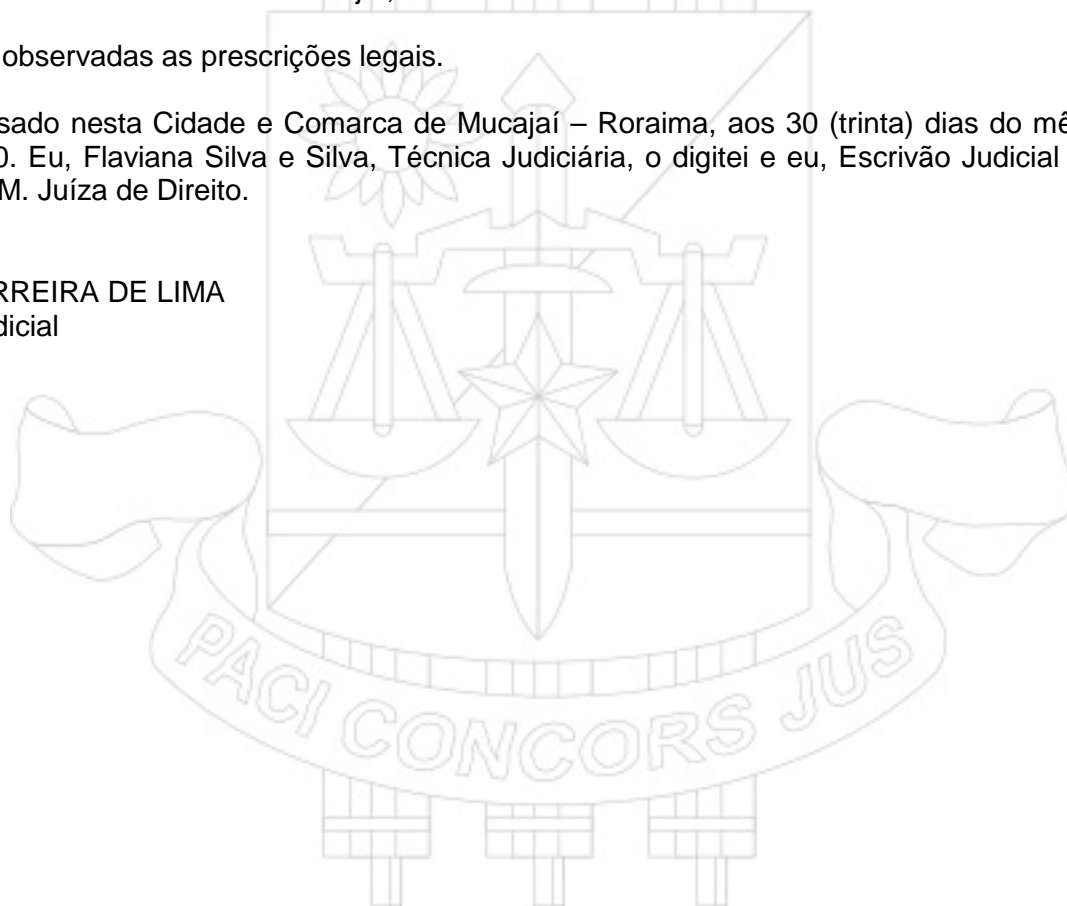 observadas as prescrições legais.
sado nesta Cidade e Comarca de Mucajaí – Roraima, aos 30 (trinta) dias do mê
0. Eu, Flaviana Silva e Silva, Técnica Judiciária, o digitei e eu, Escrivão Judicial
M. Juíza de Direito.
RREIRA DE LIMA
dicial
PACI CONCORS JUS